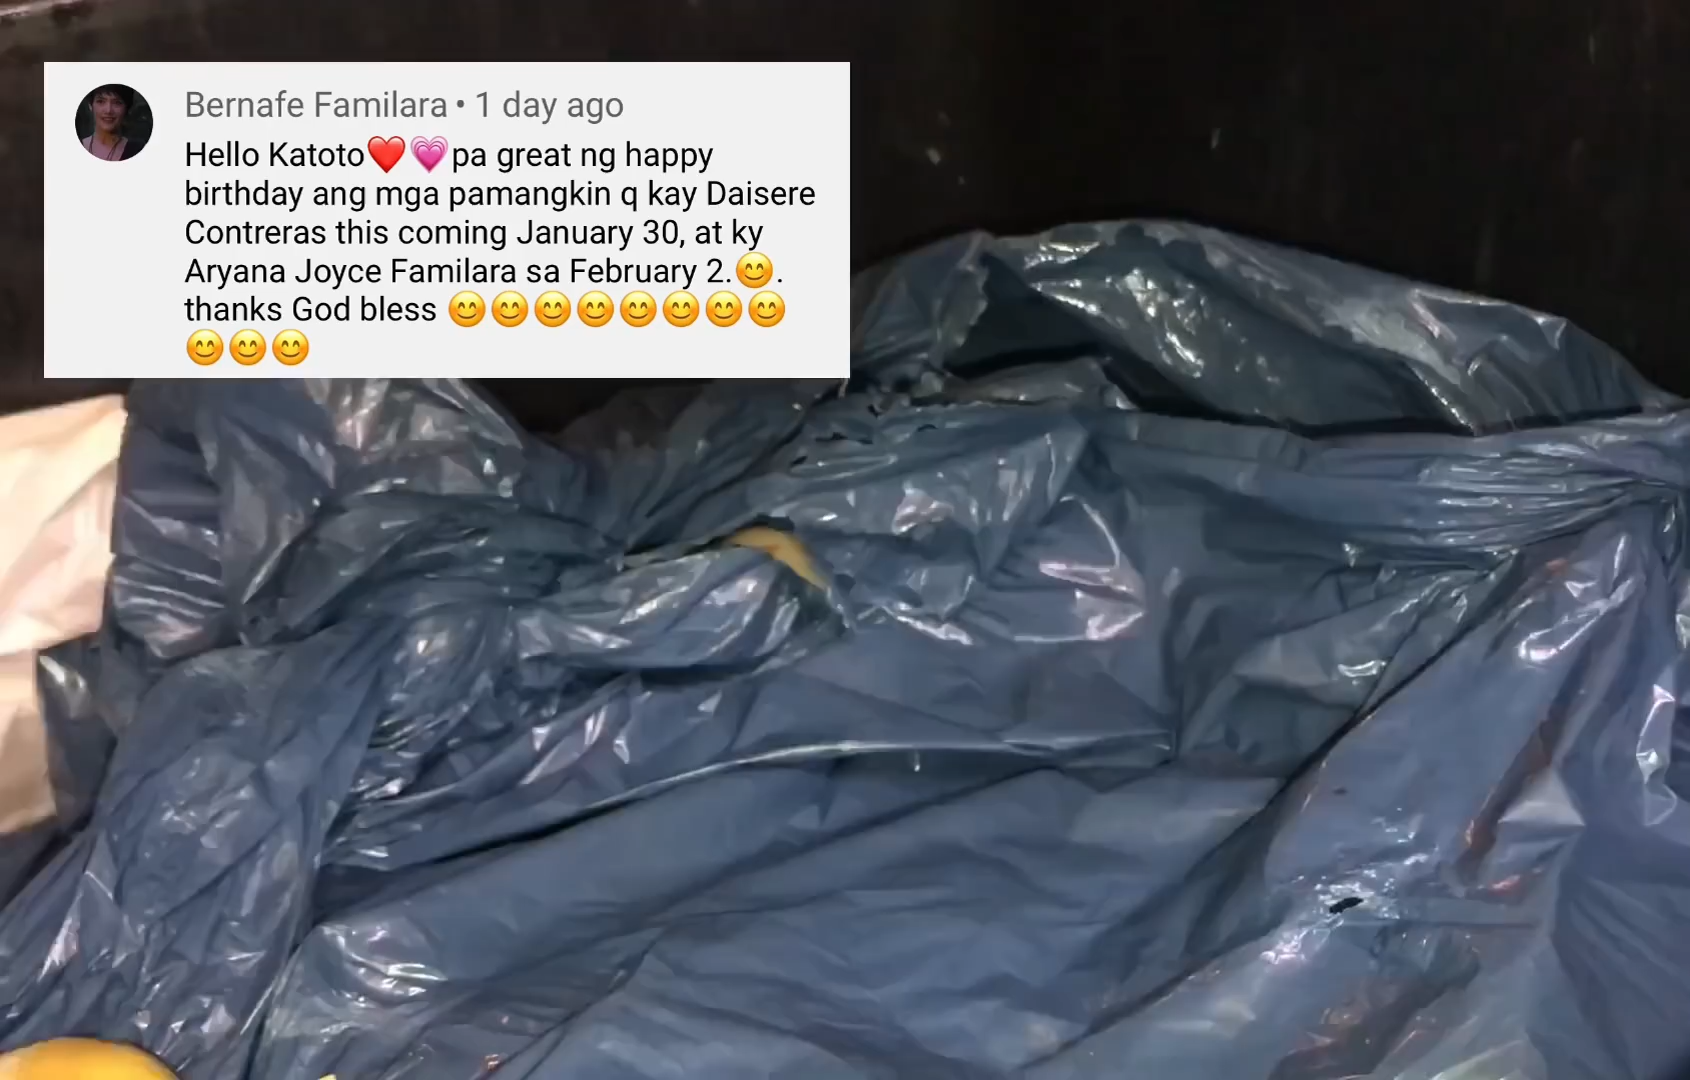 Bernafe Familara • 1 day ago
Hello Katoto❤️💗pa great ng happy
birthday ang mga pamangkin q kay Daisere
Contreras this coming January 30, at ky
Aryana Joyce Familara sa February 2.😊.
thanks God bless 😊😊😊😊😊😊😊😊
😊😊😊